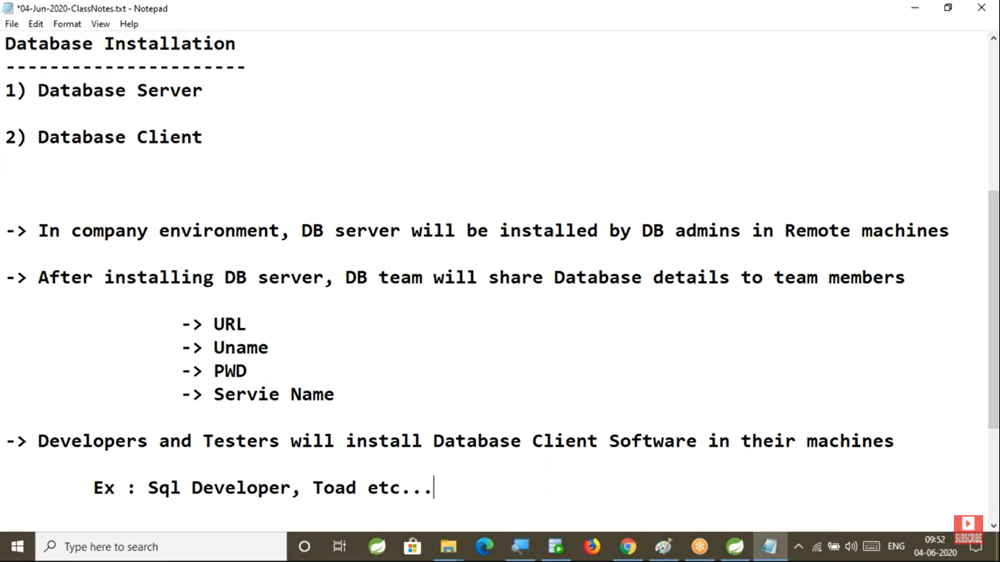 *04-Jun-2020-ClassNotes.txt - Notepad
File Edit Format View Help
Database Installation
----------------------
1) Database Server
2) Database Client
-> In company environment, DB server will be installed by DB admins in Remote machines
-> After installing DB server, DB team will share Database details to team members
-> URL
-> Uname
-> PWD
-> Servie Name
-> Developers and Testers will install Database Client Software in their machines
Ex : Sql Developer, Toad etc...
Type here to search
ENG
09:52
04-06-2020
SUBSCRIBE